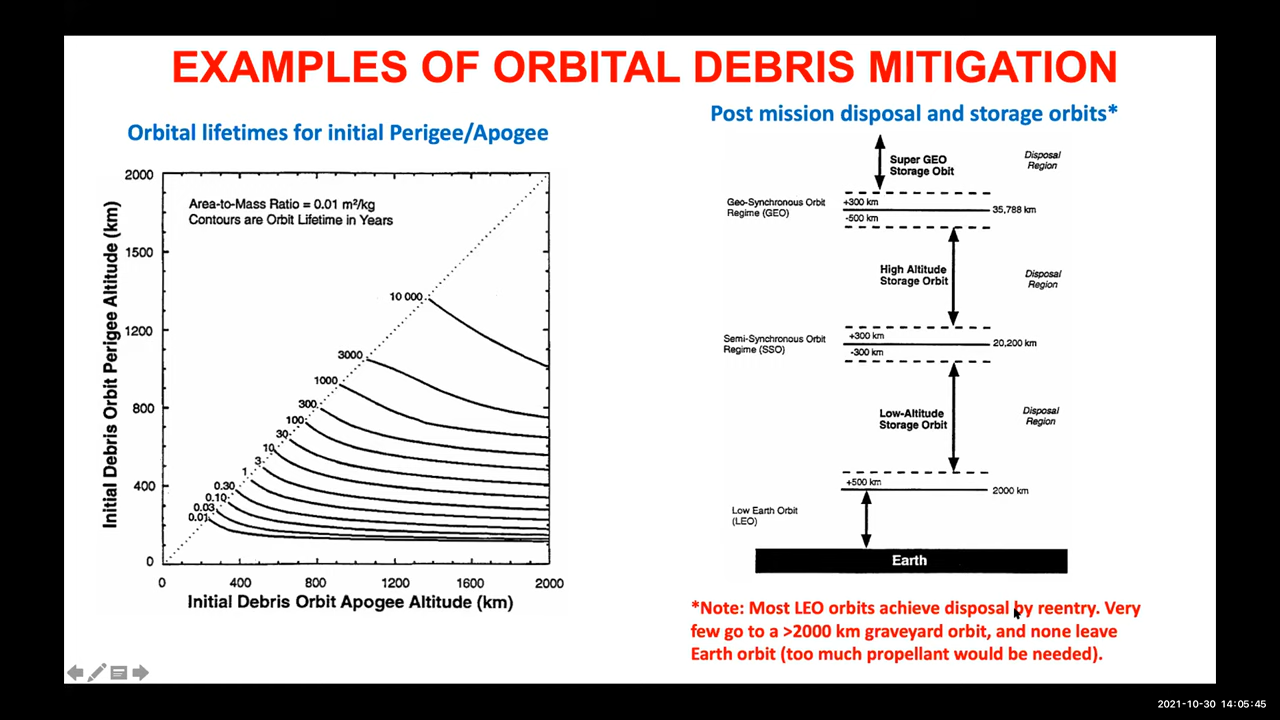 EXAMPLES OF ORBITAL DEBRIS MITIGATION
Orbital lifetimes for initial Perigee/Apogee
Initial Debris Orbit Perigee Altitude (km)
2000
1500
1200
800
400
0
Area-to-Mass Ratio = 0.01 m²/kg
Contours are Orbit Lifetime in Years
10 000
3000
1000
300
100
30
10
3
1
0.30
0.10
0.03
0.01
0
400
800
1200
1600
2000
Initial Debris Orbit Apogee Altitude (km)
Post mission disposal and storage orbits*
Super GEO
Storage Obit
Disposal
Region
Geo-Synchronous Orbit
Regime (GEO)
+300 km
-500 km
35,788 km
High Altitude
Storage Orbit
Disposal
Region
Semi-Synchronous Orbit
Regime (SSO)
+300 km
-300 km
20,200 km
Low-Altitude
Storage Orbit
Disposal
Region
+500 km
2000 km
Low Earth Orbit
(LEO)
Earth
*Note: Most LEO orbits achieve disposal by reentry. Very
few go to a >2000 km graveyard orbit, and none leave
Earth orbit (too much propellant would be needed).
2021-10-30 14:05:45